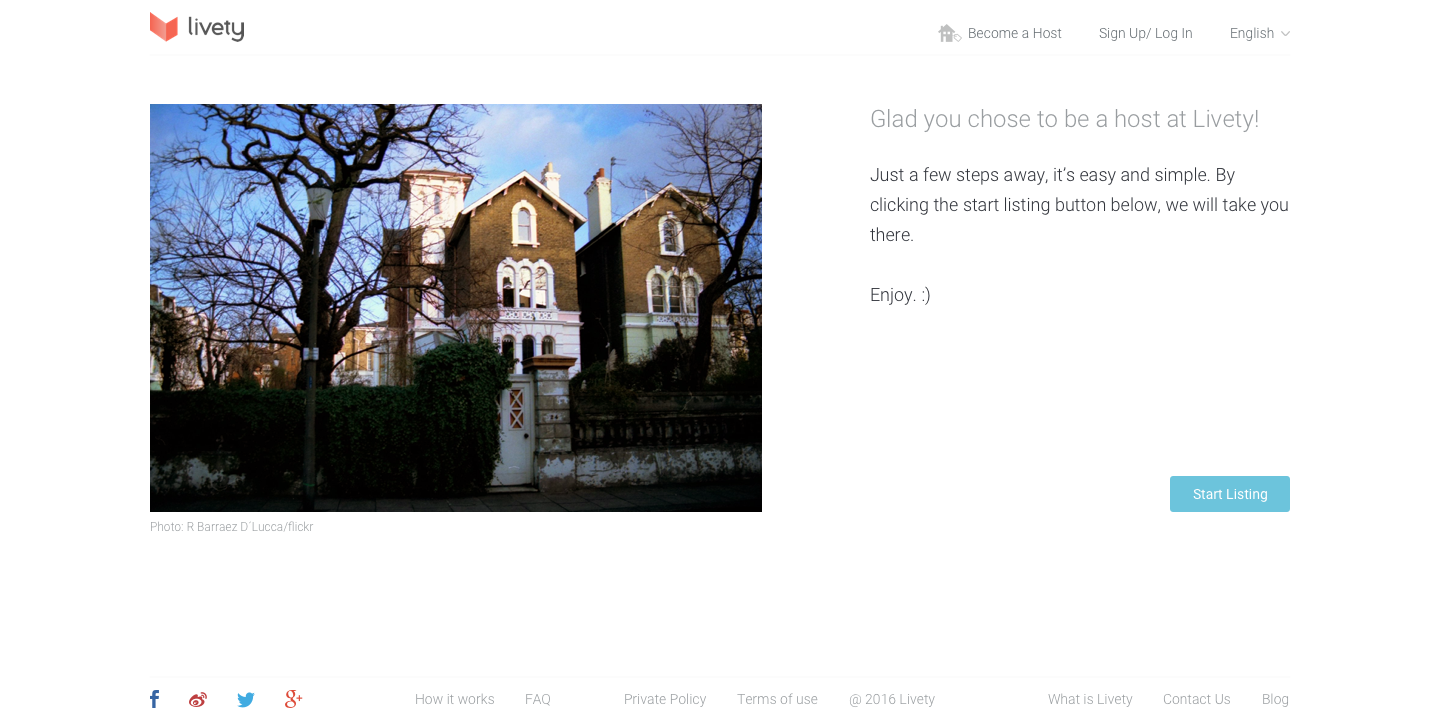 livety
Become a Host
Sign Up/ Log In
English
Glad you chose to be a host at Livety!
Just a few steps away, it’s easy and simple. By
clicking the start listing button below, we will take you
there.
Enjoy. :)
Start Listing
Photo: R Barraez D´Lucca/flickr
How it works
FAQ
Private Policy
Terms of use
@ 2016 Livety
What is Livety
Contact Us
Blog